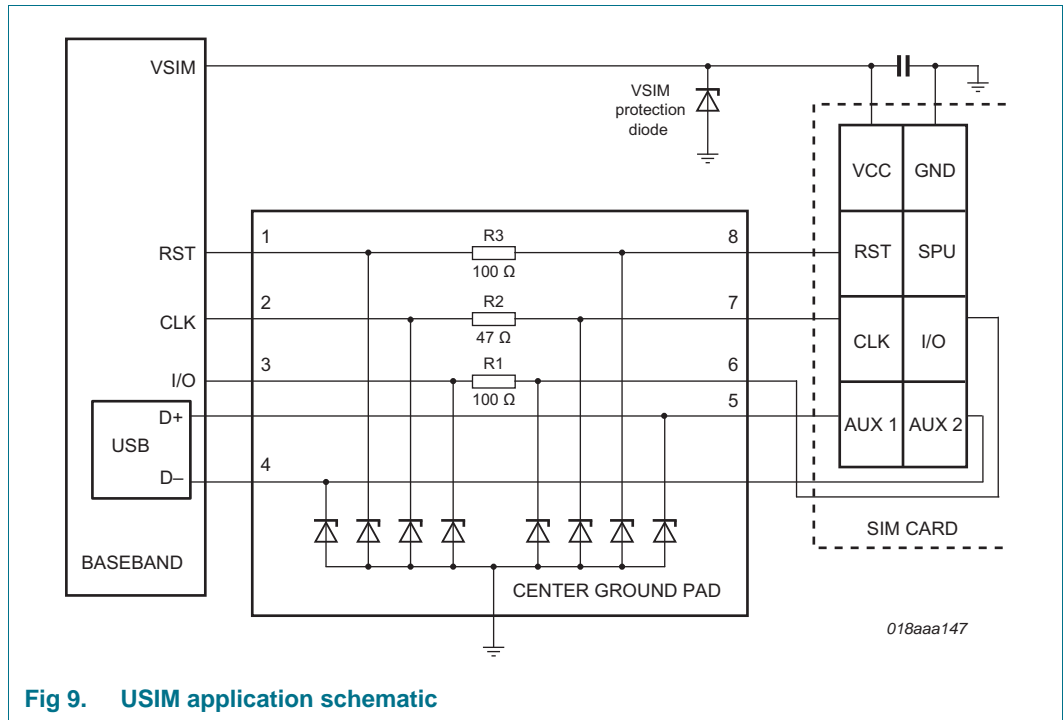 VSIM
VSIM
protection
diode
VCC GND
1 R3 8
RST 100 Ω RST SPU
2 R2 7
CLK 47 Ω CLK I/O
3 R1 6
I/O 100 Ω 5
D+ AUX 1 AUX 2
USB
4
D–
SIM CARD
BASEBAND CENTER GROUND PAD
018aaa147
Fig 9. USIM application schematic